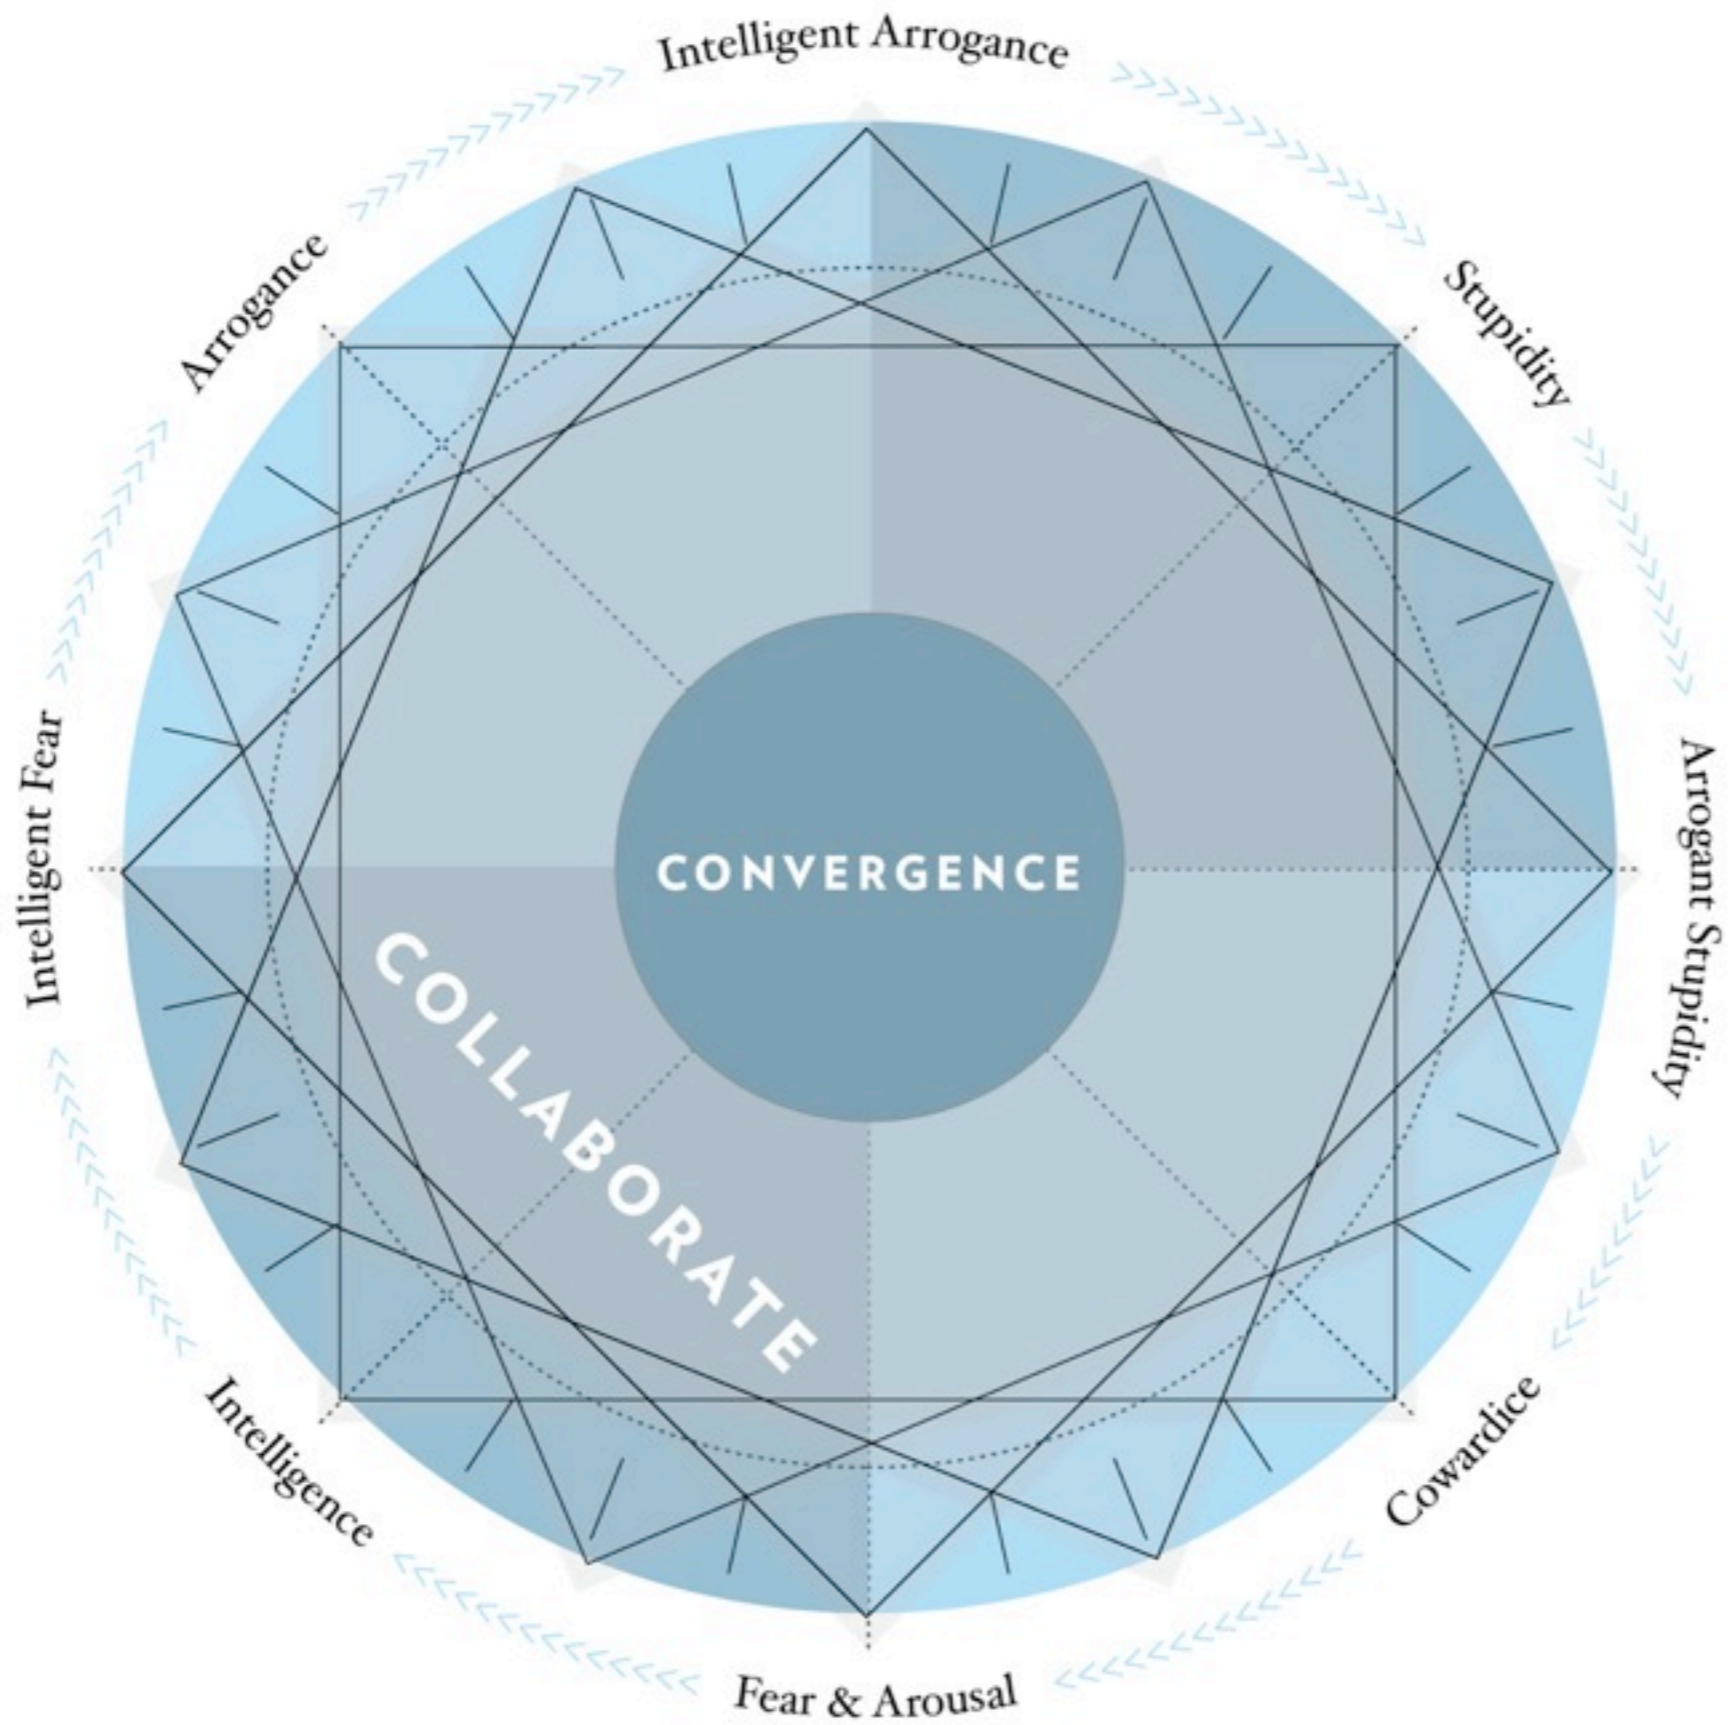 Intelligent Arrogance
Stupidity
Arrogant Stupidity
Cowardice
Fear & Arousal
Intelligence
Intelligent Fear
Arrogance
CONVERGENCE
COLLABORATE